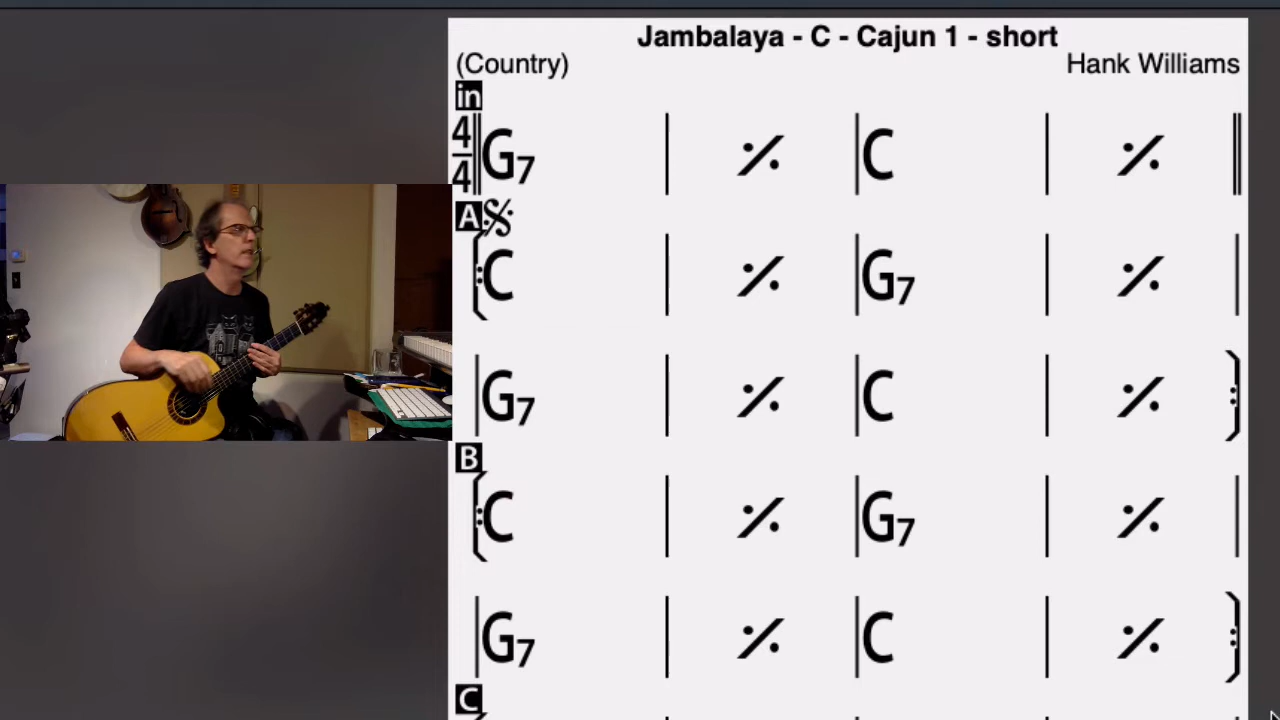 Jambalaya - C - Cajun 1 - short
(Country) Hank Williams
in
4/4 G7 | 𝄎 | C | 𝄎
A 𝄋
C | 𝄎 | G7 | 𝄎
G7 | 𝄎 | C | 𝄎
B
C | 𝄎 | G7 | 𝄎
G7 | 𝄎 | C | 𝄎
C